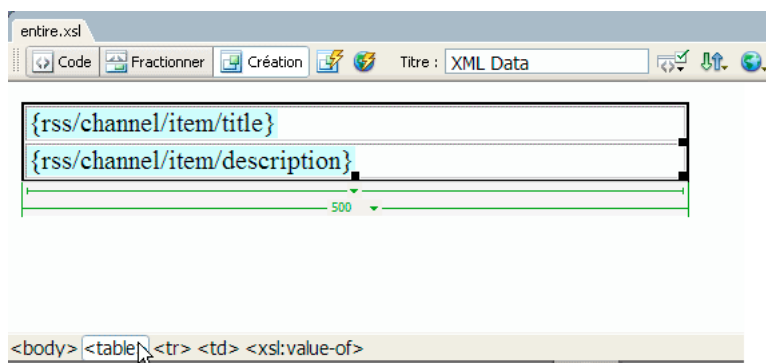 entire.xsl
Code Fractionner Création Titre : XML Data
{rss/channel/item/title}
{rss/channel/item/description}
500
<body> <table> <tr> <td> <xsl:value-of>